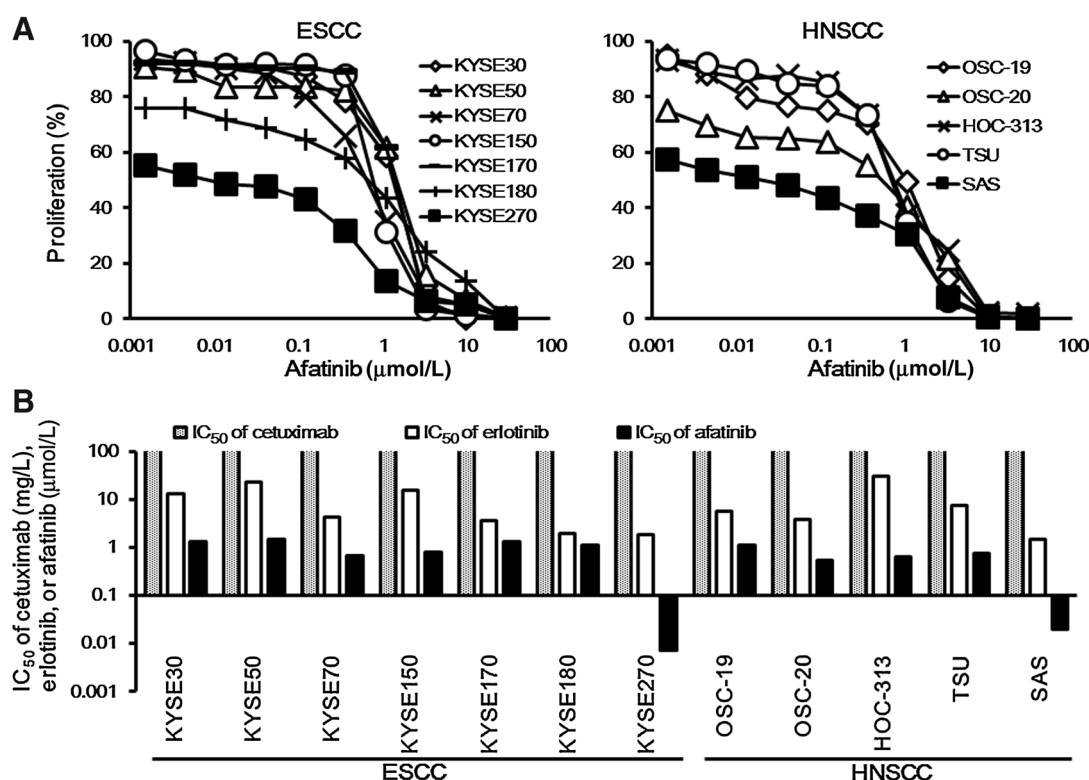 A
ESCC
Proliferation (%)
100
80
60
40
20
0
0.001 0.01 0.1 1 10 100
Afatinib (μmol/L)
KYSE30
KYSE50
KYSE70
KYSE150
KYSE170
KYSE180
KYSE270
HNSCC
100
80
60
40
20
0
0.001 0.01 0.1 1 10 100
Afatinib (μmol/L)
OSC-19
OSC-20
HOC-313
TSU
SAS
B
IC50 of cetuximab (mg/L),
erlotinib, or afatinib (μmol/L)
IC50 of cetuximab IC50 of erlotinib IC50 of afatinib
100
10
1
0.1
0.01
0.001
KYSE30
KYSE50
KYSE70
KYSE150
KYSE170
KYSE180
KYSE270
OSC-19
OSC-20
HOC-313
TSU
SAS
ESCC HNSCC